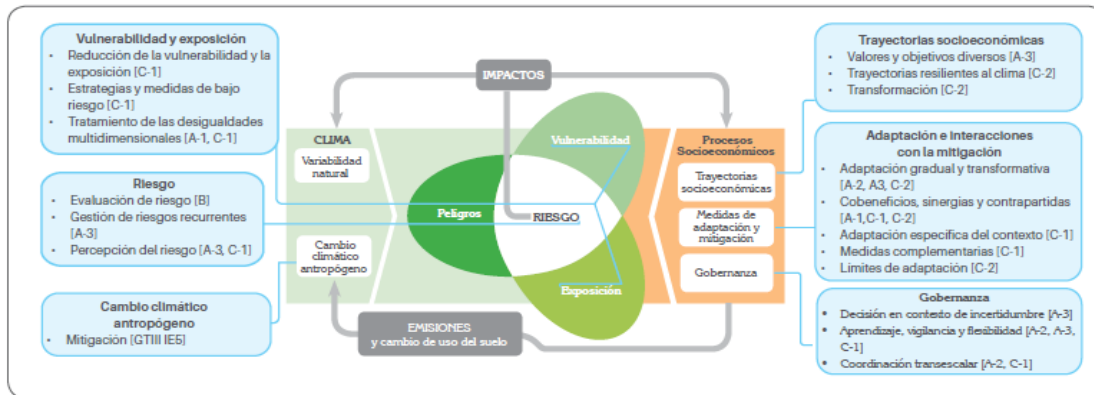 Vulnerabilidad y exposición
• Reducción de la vulnerabilidad y la
exposición [C-1]
• Estrategias y medidas de bajo
riesgo [C-1]
• Tratamiento de las desigualdades
multidimensionales [A-1, C-1]
Riesgo
• Evaluación de riesgo [B]
• Gestión de riesgos recurrentes
[A-3]
• Percepción del riesgo [A-3, C-1]
Cambio climático
antropógeno
• Mitigación [GTIII IE5]
IMPACTOS
CLIMA
Variabilidad
natural
Cambio
climático
antropógeno
Peligros
Vulnerabilidad
RIESGO
Exposición
EMISIONES
y cambio de uso del suelo
Procesos
Socioeconómicos
Trayectorias
socioeconómicas
Medidas de
adaptación y
mitigación
Gobernanza
Trayectorias socioeconómicas
• Valores y objetivos diversos [A-3]
• Trayectorias resilientes al clima [C-2]
• Transformación [C-2]
Adaptación e interacciones
con la mitigación
• Adaptación gradual y transformativa
[A-2, A3, C-2]
• Cobeneficios, sinergias y contrapartidas
[A-1,C-1, C-2]
• Adaptación especifica del contexto [C-1]
• Medidas complementarias [C-1]
• Limites de adaptación [C-2]
Gobernanza
• Decisión en contexto de incertidumbre [A-3]
• Aprendizaje, vigilancia y flexibilidad [A-2, A-3,
C-1]
• Coordinación transescalar [A-2, C-1]